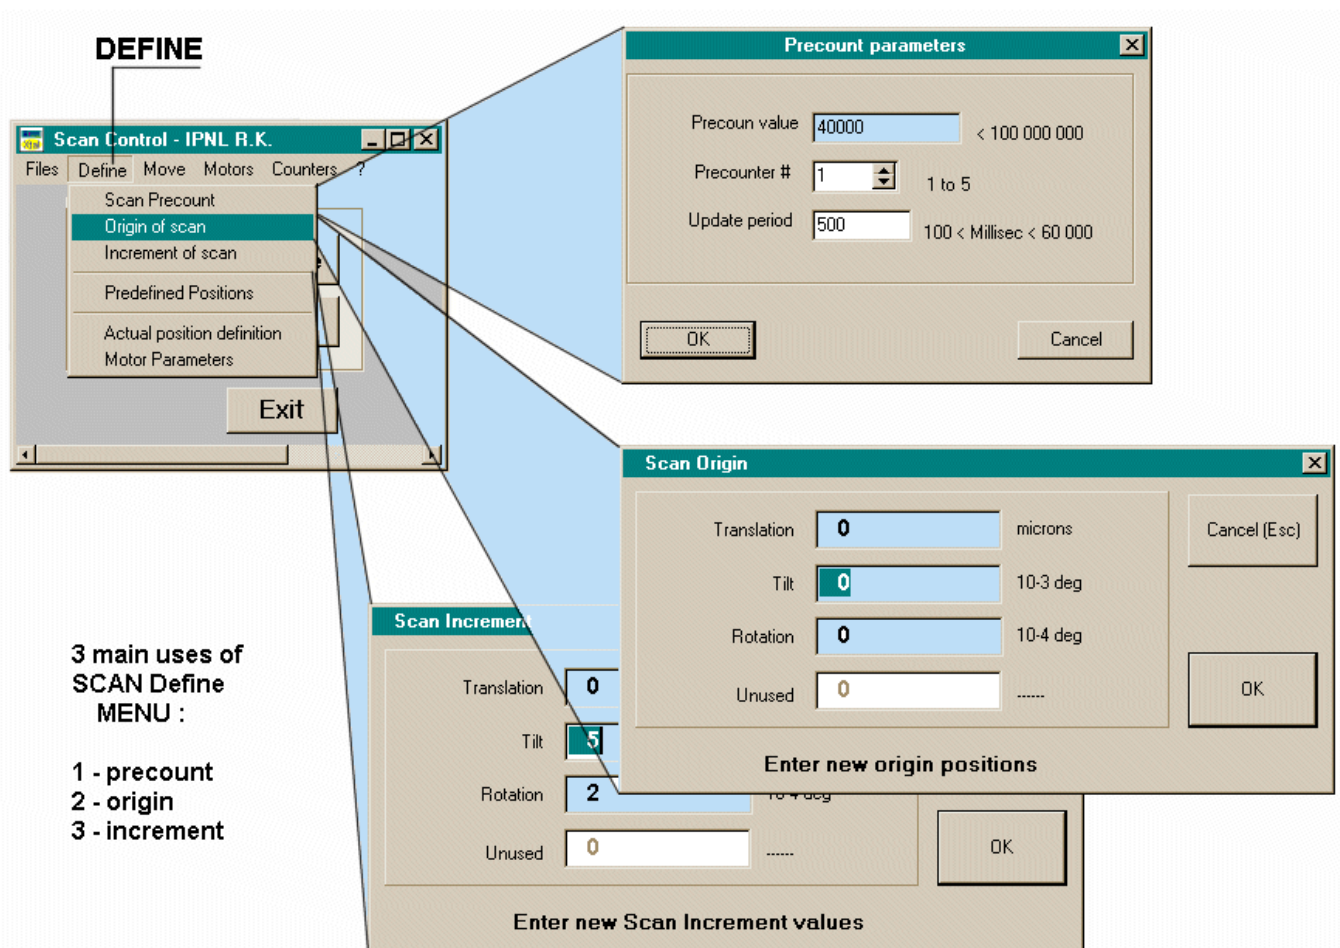 DEFINE
Scan Control - IPNL R.K.
Files Define Move Motors Counters ?
Scan Precount
Origin of scan
Increment of scan
Predefined Positions
Actual position definition
Motor Parameters
Exit
Precount parameters
Precoun value 40000 < 100 000 000
Precounter # 1 1 to 5
Update period 500 100 < Millisec < 60 000
OK Cancel
Scan Origin
Translation 0 microns Cancel (Esc)
Tilt 0 10-3 deg
Rotation 0 10-4 deg
Unused 0 ------ OK
Enter new origin positions
Scan Increment
Translation 0
Tilt 5
Rotation 2 10-4 deg
Unused 0 ------ OK
Enter new Scan Increment values
3 main uses of
SCAN Define
MENU :
1 - precount
2 - origin
3 - increment